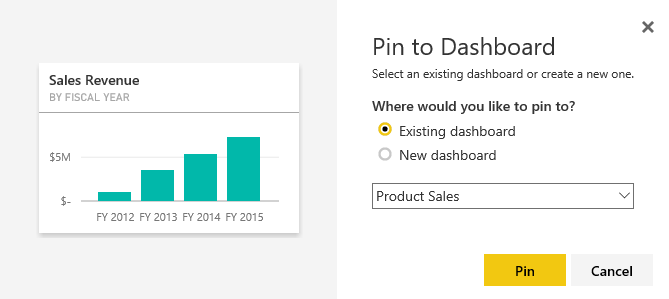 Sales Revenue
BY FISCAL YEAR
$5M
$-
FY 2012 FY 2013 FY 2014 FY 2015
Pin to Dashboard
Select an existing dashboard or create a new one.
Where would you like to pin to?
Existing dashboard
New dashboard
Product Sales
Pin Cancel